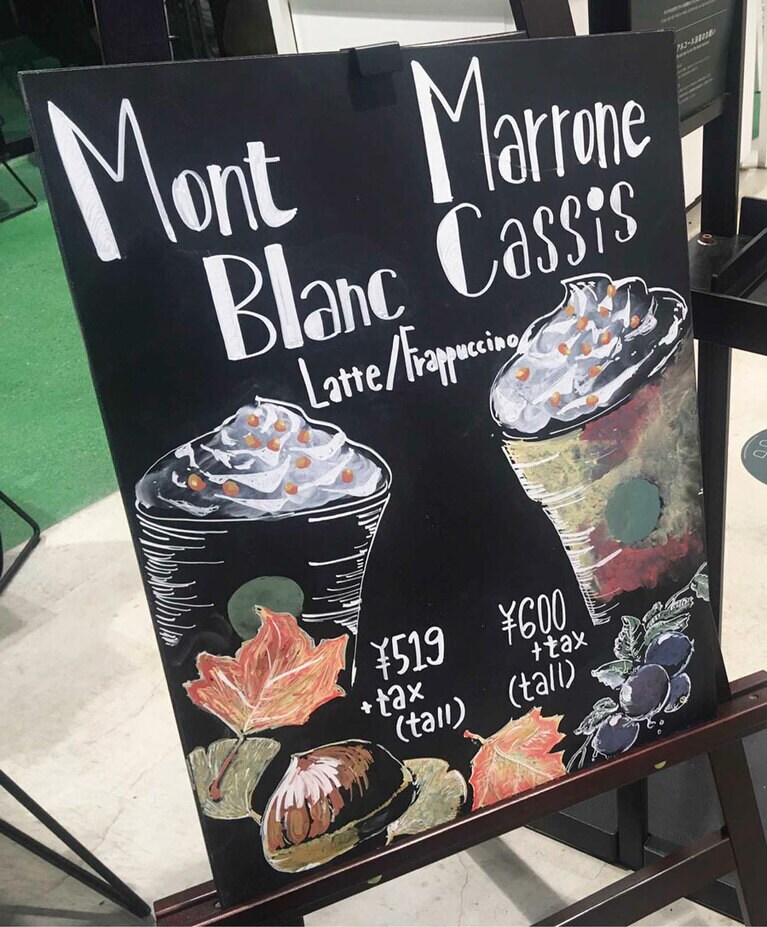 Mont
Blanc
Marrone
Cassis
Latte/Frappuccino
¥519
+tax
(tall)
¥600
+tax
(tall)